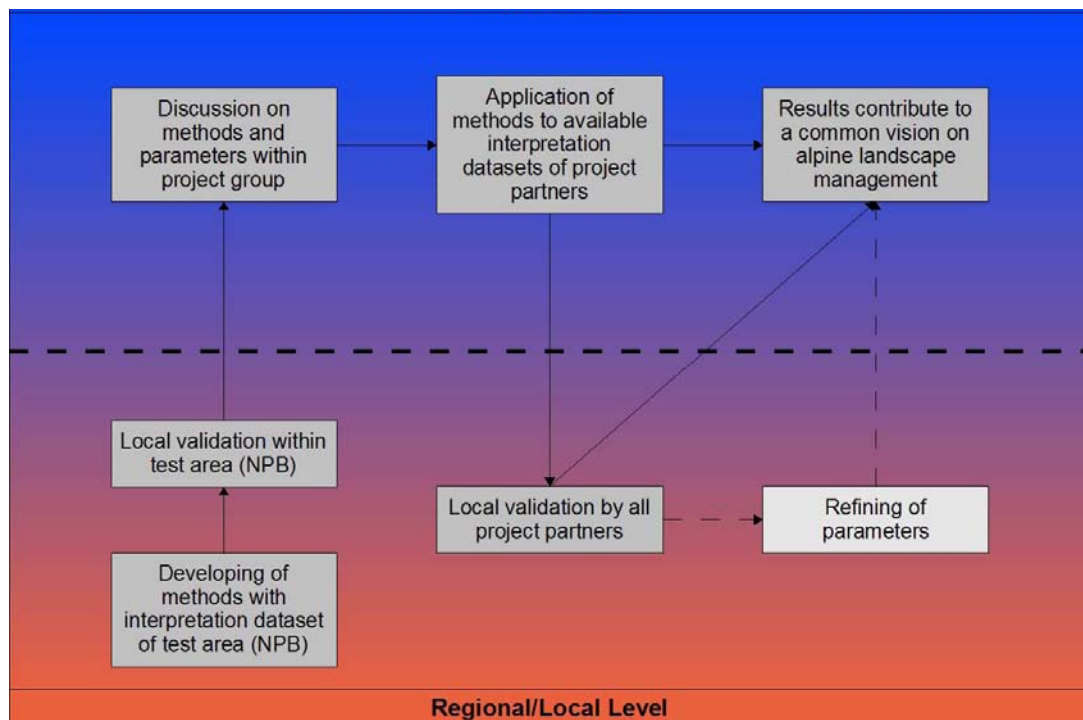 Discussion on
methods and
parameters within
project group
Application of
methods to available
interpretation
datasets of project
partners
Results contribute to
a common vision on
alpine landscape
management
Local validation within
test area (NPB)
Local validation by all
project partners
Refining of
parameters
Developing of
methods with
interpretation dataset
of test area (NPB)
Regional/Local Level